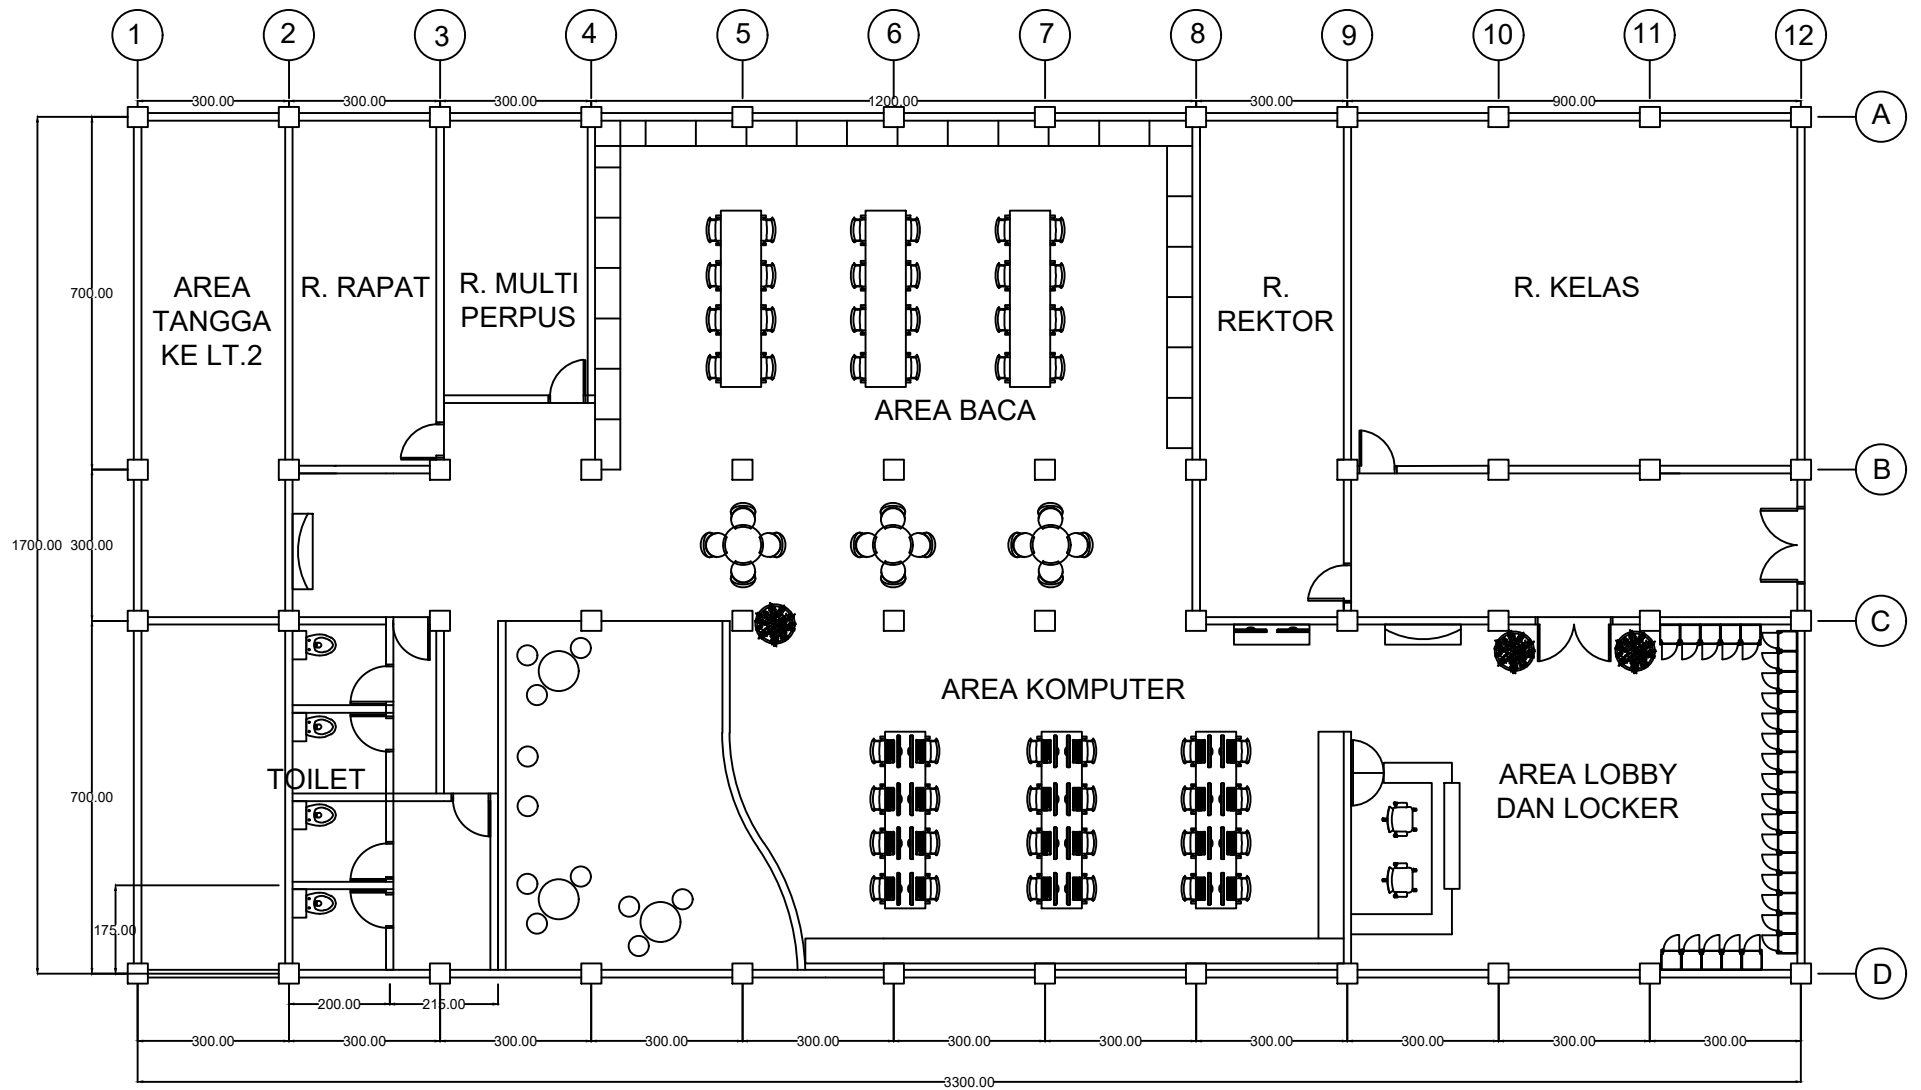 1
2
3
4
5
6
7
8
9
10
11
12
300.00
300.00
300.00
1200.00
300.00
900.00
A
700.00
AREA
TANGGA
KE LT.2
R. RAPAT
R. MULTI
PERPUS
R.
REKTOR
R. KELAS
AREA BACA
B
1700.00
300.00
C
AREA KOMPUTER
TOILET
AREA LOBBY
DAN LOCKER
700.00
175.00
D
200.00
215.00
300.00
300.00
300.00
300.00
300.00
300.00
300.00
300.00
300.00
300.00
300.00
3300.00